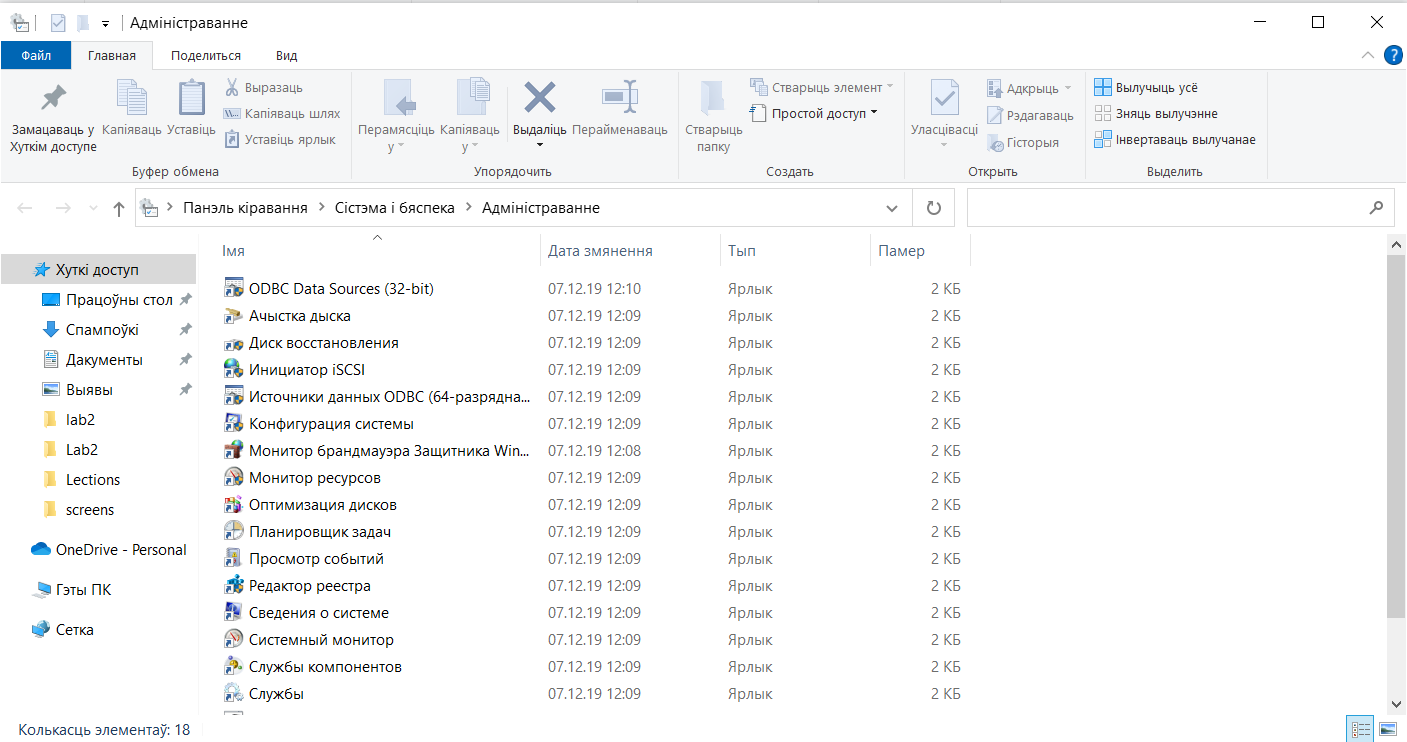 Адміністраванне
Файл Главная Поделиться Вид
Замацаваць у Хуткім доступе
Капіяваць
Уставіць
Выразаць
Капіяваць шлях
Уставіць ярлык
Буфер обмена
Перамясціць у
Капіяваць у
Выдаліць
Перайменаваць
Упорядочить
Стварыць папку
Стварыць элемент
Простой доступ
Создать
Уласцівасці
Адкрыць
Рэдагаваць
Гісторыя
Открыть
Вылучыць усё
Зняць вылучэнне
Інвертаваць вылучанае
Выделить
Панэль кіравання > Сістэма і бяспека > Адміністраванне
Хуткі доступ
Працоўны стол
Спампоўкі
Дакументы
Выявы
lab2
Lab2
Lections
screens
OneDrive - Personal
Гэты ПК
Сетка
Імя Дата змянення Тып Памер
ODBC Data Sources (32-bit) 07.12.19 12:10 Ярлык 2 КБ
Ачыстка дыска 07.12.19 12:09 Ярлык 2 КБ
Диск восстановления 07.12.19 12:09 Ярлык 2 КБ
Инициатор iSCSI 07.12.19 12:09 Ярлык 2 КБ
Источники данных ODBC (64-разрядна... 07.12.19 12:09 Ярлык 2 КБ
Конфигурация системы 07.12.19 12:09 Ярлык 2 КБ
Монитор брандмауэра Защитника Win... 07.12.19 12:08 Ярлык 2 КБ
Монитор ресурсов 07.12.19 12:09 Ярлык 2 КБ
Оптимизация дисков 07.12.19 12:09 Ярлык 2 КБ
Планировщик задач 07.12.19 12:09 Ярлык 2 КБ
Просмотр событий 07.12.19 12:09 Ярлык 2 КБ
Редактор реестра 07.12.19 12:09 Ярлык 2 КБ
Сведения о системе 07.12.19 12:09 Ярлык 2 КБ
Системный монитор 07.12.19 12:09 Ярлык 2 КБ
Службы компонентов 07.12.19 12:09 Ярлык 2 КБ
Службы 07.12.19 12:09 Ярлык 2 КБ
Колькасць элементаў: 18